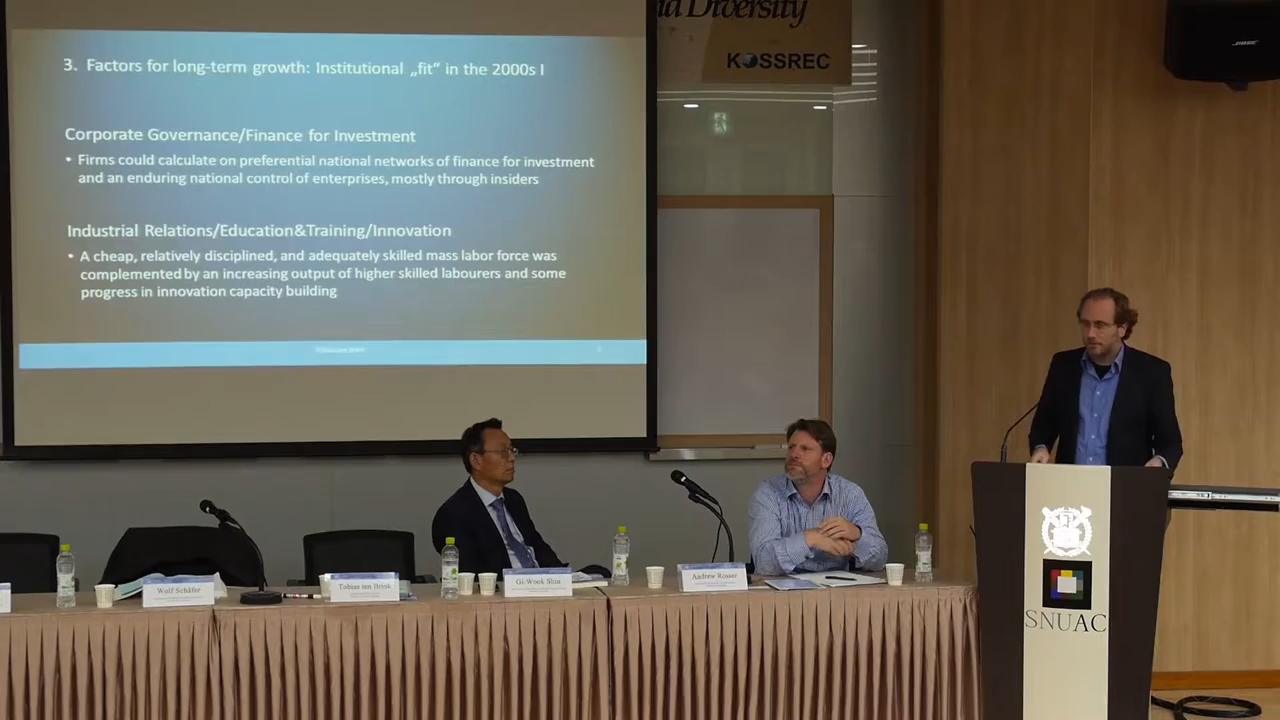 nd Diversity
KOSSREC
BOSE
3. Factors for long-term growth: Institutional „fit“ in the 2000s I
Corporate Governance/Finance for Investment
• Firms could calculate on preferential national networks of finance for investment
and an enduring national control of enterprises, mostly through insiders
Industrial Relations/Education&Training/Innovation
• A cheap, relatively disciplined, and adequately skilled mass labor force was
complemented by an increasing output of higher skilled labourers and some
progress in innovation capacity building
Wolf Schäfer
Tobias ten Brink
Gi-Wook Shin
Andrew Rosser
SNUAC